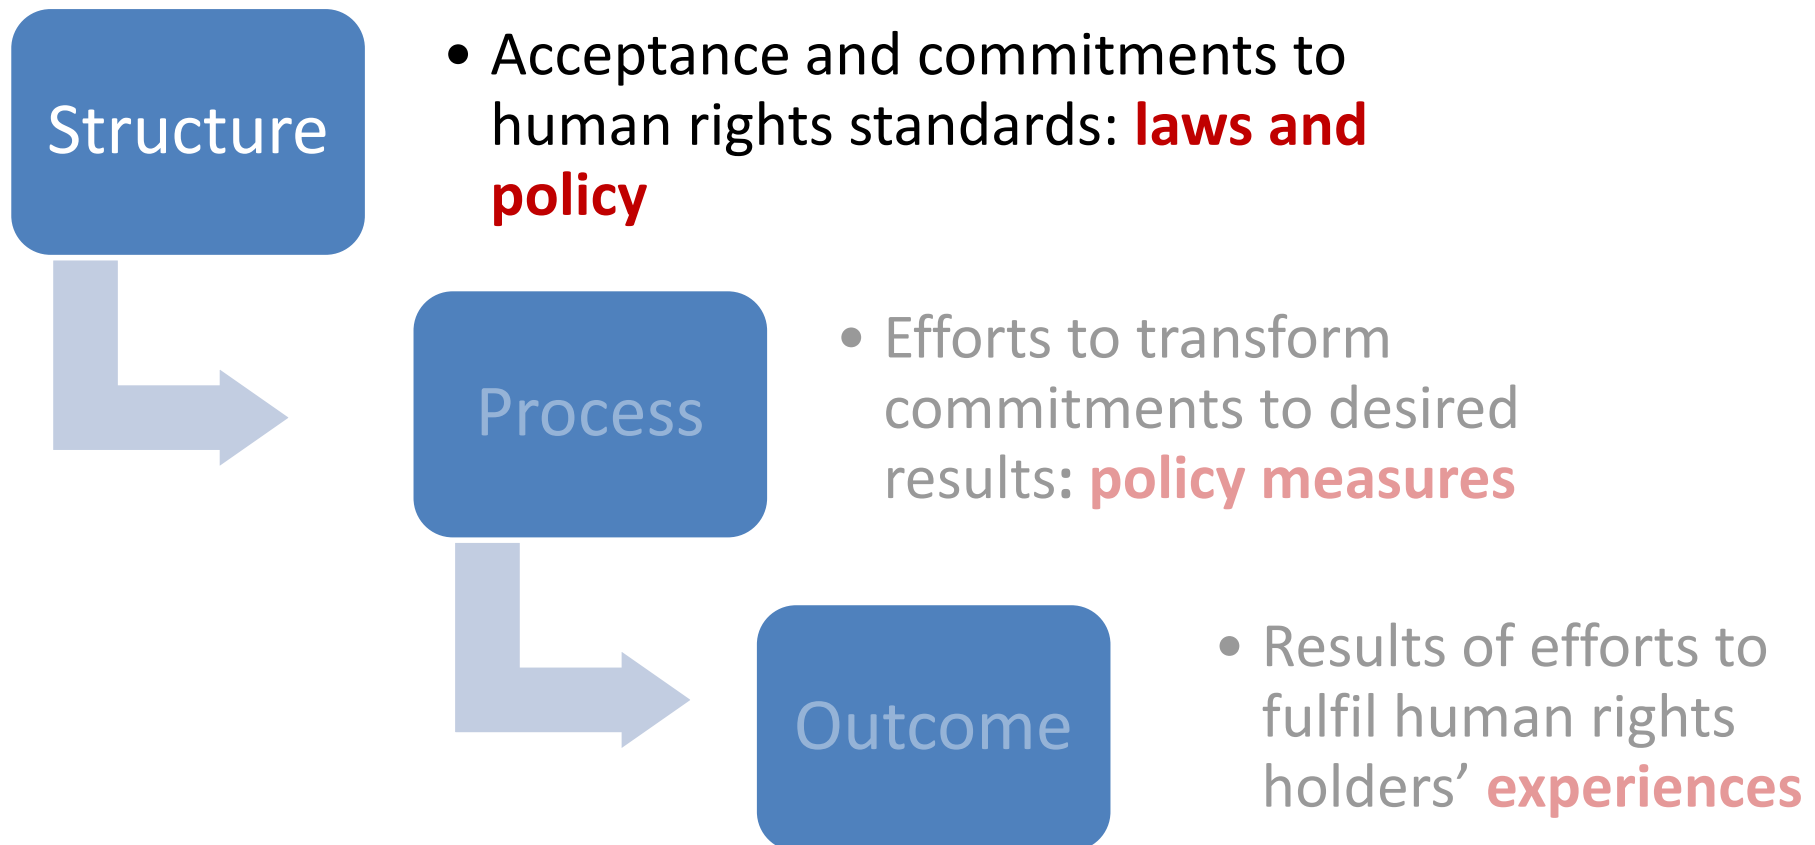 Structure
• Acceptance and commitments to
human rights standards: laws and
policy
Process
• Efforts to transform
commitments to desired
results: policy measures
Outcome
• Results of efforts to
fulfil human rights
holders’ experiences